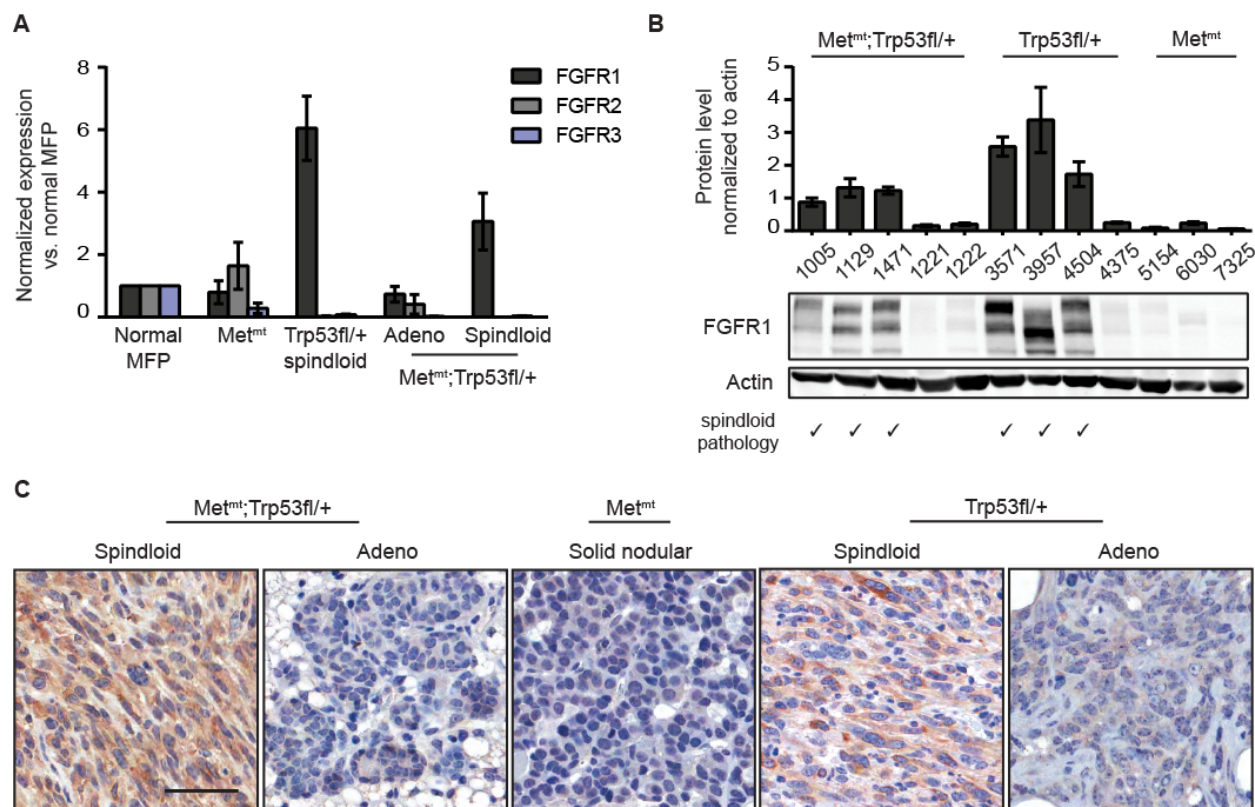 A
Normalized expression
vs. normal MFP
8
6
4
2
0
FGFR1
FGFR2
FGFR3
Normal
MFP
Metᵐᵗ
Trp53fl/+
spindloid
Adeno
Spindloid
Metᵐᵗ;Trp53fl/+
B
Metᵐᵗ;Trp53fl/+
Trp53fl/+
Metᵐᵗ
Protein level
normalized to actin
5
4
3
2
1
0
1005 1129 1471 1221 1222 3571 3957 4504 4375 5154 6030 7325
FGFR1
Actin
spindloid
pathology
✓ ✓ ✓ ✓ ✓ ✓
C
Metᵐᵗ;Trp53fl/+
Metᵐᵗ
Trp53fl/+
Spindloid
Adeno
Solid nodular
Spindloid
Adeno